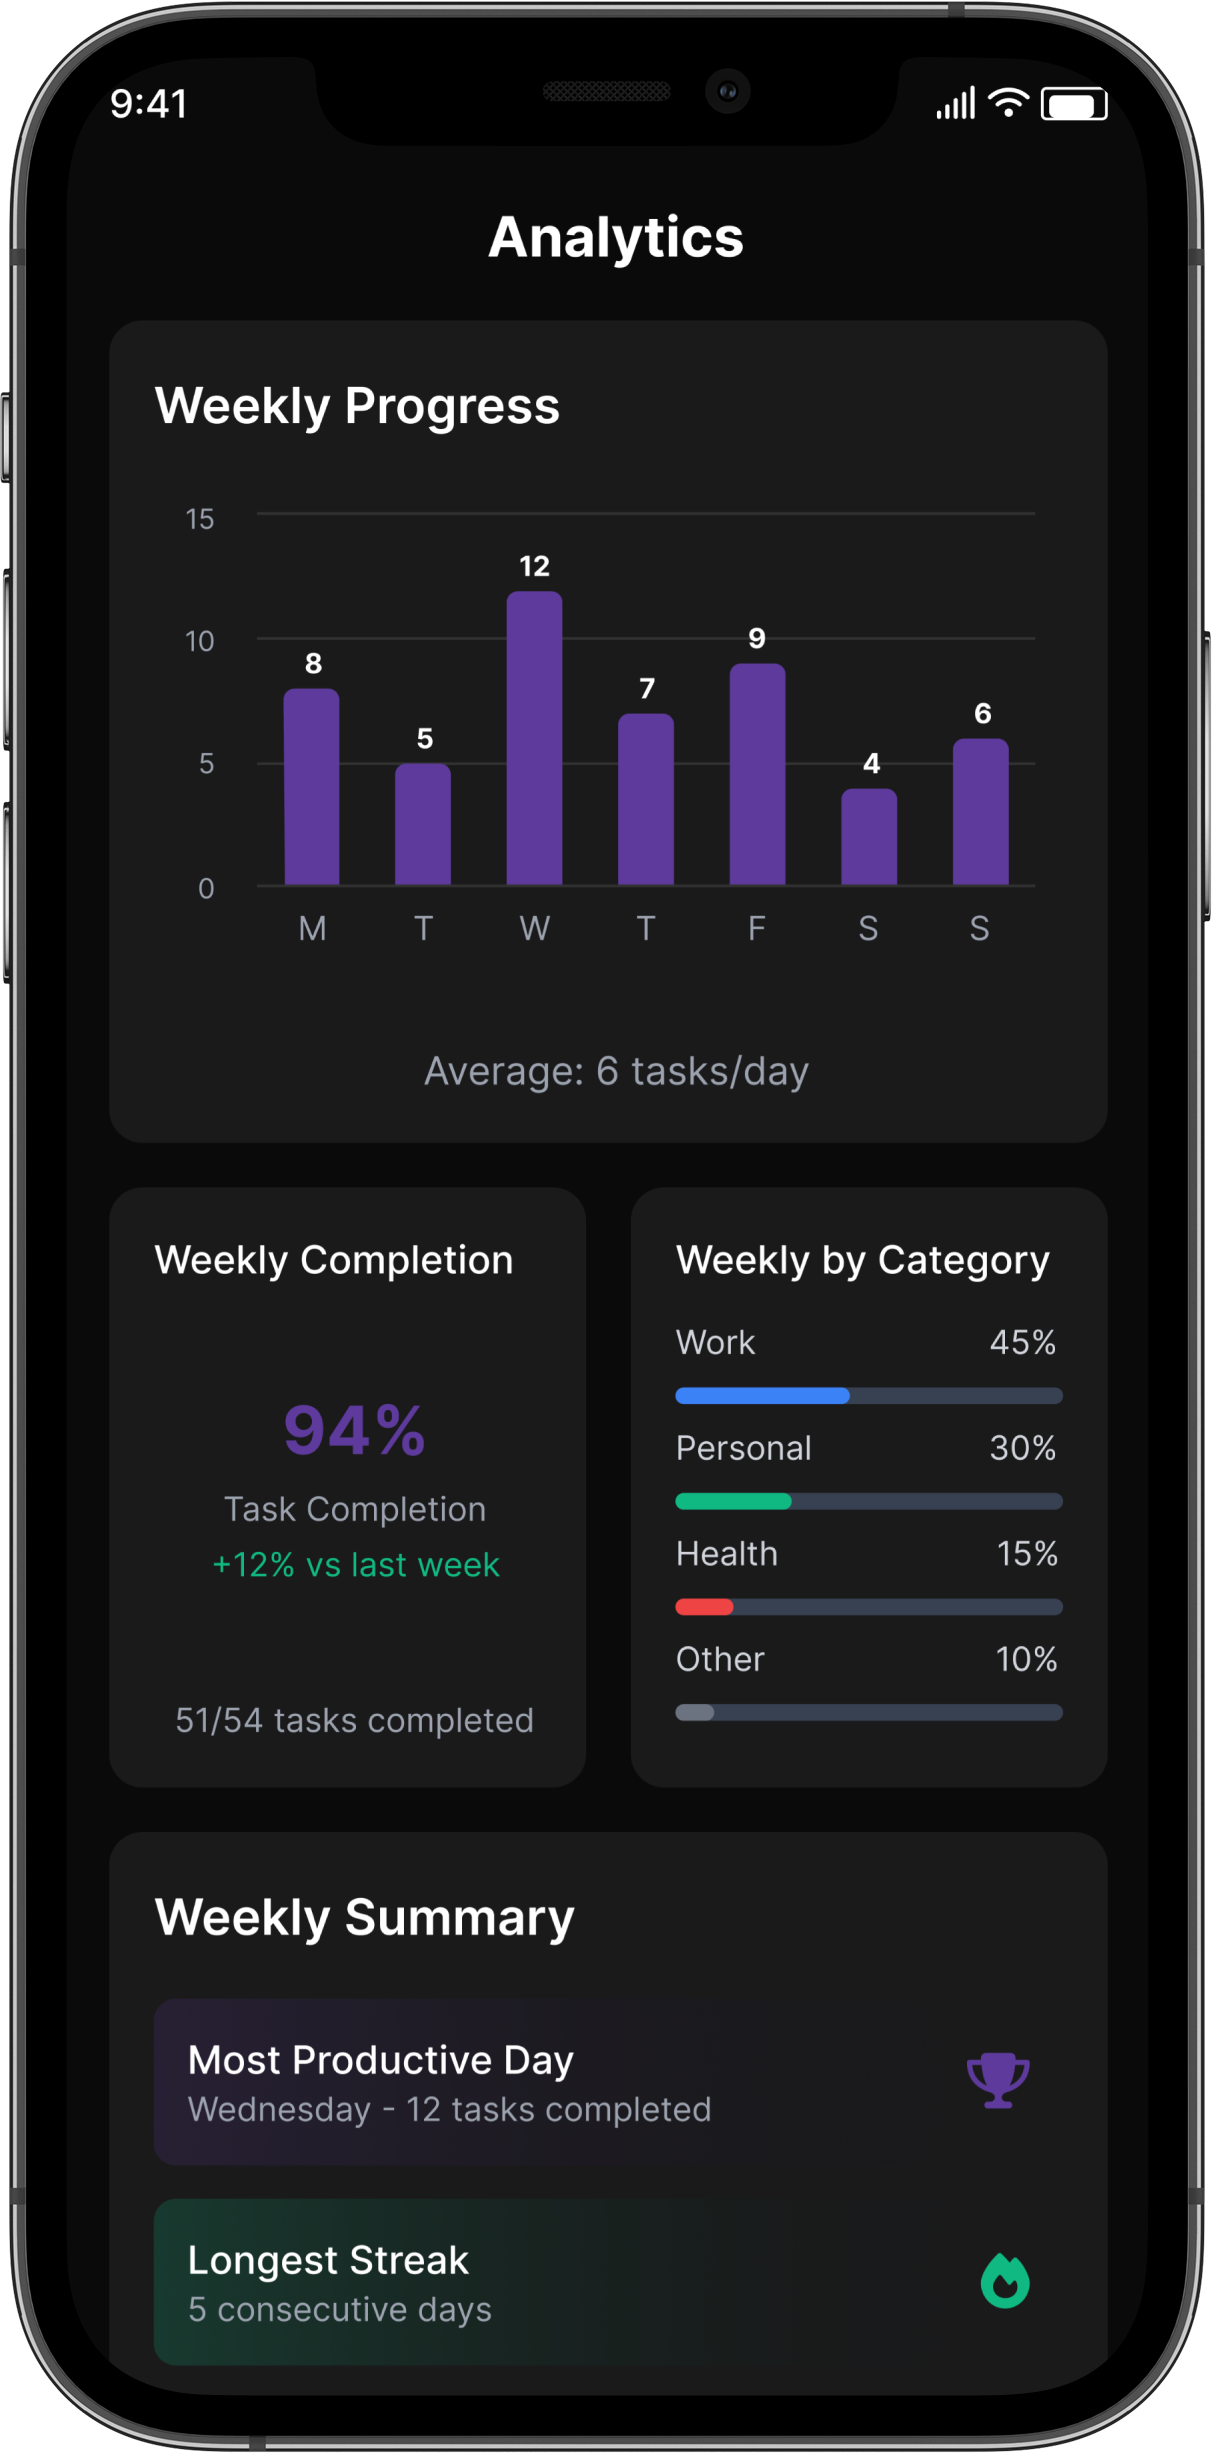 9:41
Analytics
Weekly Progress
15
10
5
0
8
5
12
7
9
4
6
M T W T F S S
Average: 6 tasks/day
Weekly Completion
94%
Task Completion
+12% vs last week
51/54 tasks completed
Weekly by Category
Work 45%
Personal 30%
Health 15%
Other 10%
Weekly Summary
Most Productive Day
Wednesday - 12 tasks completed
Longest Streak
5 consecutive days